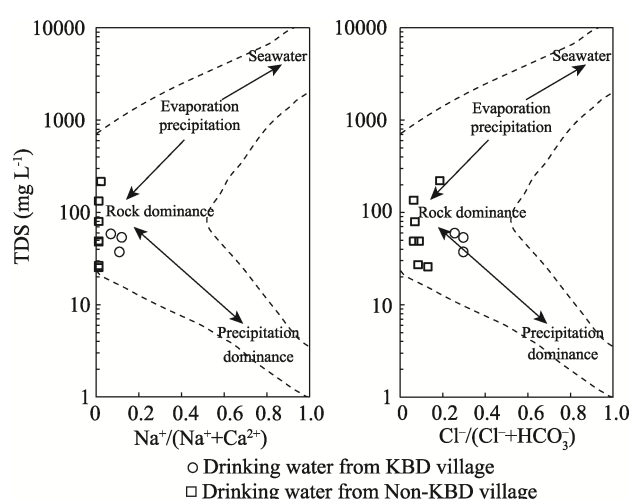 10000
1000
100
10
1
TDS (mg L⁻¹)
Seawater
Evaporation
precipitation
Rock dominance
Precipitation
dominance
0 0.2 0.4 0.6 0.8 1.0
Na⁺/(Na⁺+Ca²⁺)
10000
1000
100
10
1
Seawater
Evaporation
precipitation
Rock dominance
Precipitation
dominance
0 0.2 0.4 0.6 0.8 1.0
Cl⁻/(Cl⁻+HCO₃⁻)
Drinking water from KBD village
Drinking water from Non-KBD village